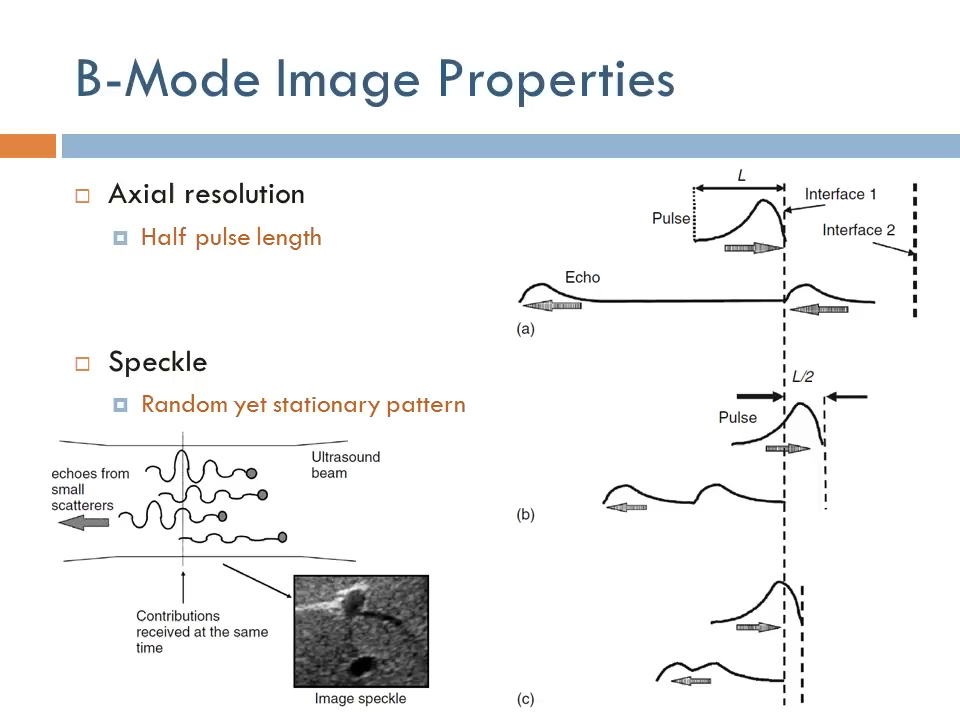 B-Mode Image Properties
Axial resolution
Half pulse length
Speckle
Random yet stationary pattern
echoes from
small
scatterers
Ultrasound
beam
Contributions
received at the same
time
Image speckle
L
Interface 1
Pulse
Interface 2
Echo
(a)
L/2
Pulse
(b)
(c)